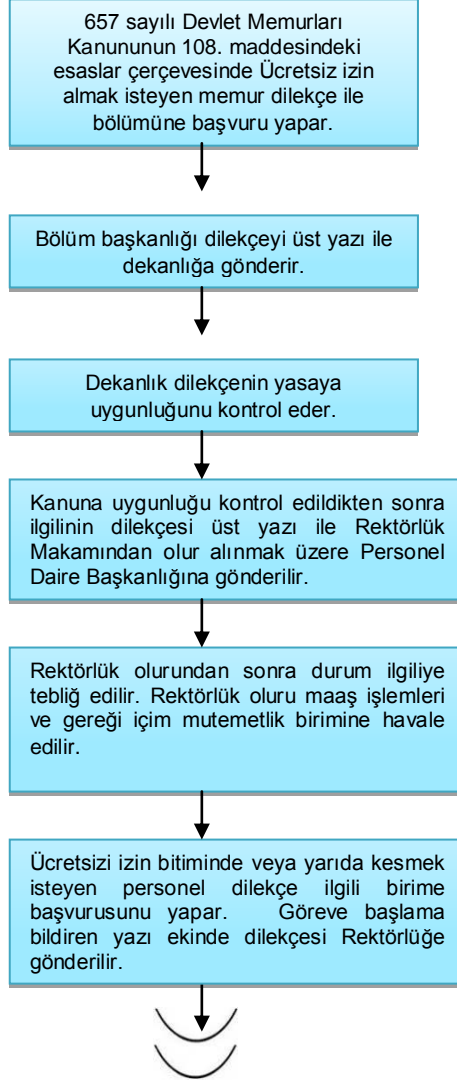 657 sayılı Devlet Memurları
Kanununun 108. maddesindeki
esaslar çerçevesinde Ücretsiz izin
almak isteyen memur dilekçe ile
bölümüne başvuru yapar.
Bölüm başkanlığı dilekçeyi üst yazı ile
dekanlığa gönderir.
Dekanlık dilekçenin yasaya
uygunluğunu kontrol eder.
Kanuna uygunluğu kontrol edildikten sonra
ilgilinin dilekçesi üst yazı ile Rektörlük
Makamından olur alınmak üzere Personel
Daire Başkanlığına gönderilir.
Rektörlük olurundan sonra durum ilgiliye
tebliğ edilir. Rektörlük oluru maaş işlemleri
ve gereği içim mutemetlik birimine havale
edilir.
Ücretsizi izin bitiminde veya yarıda kesmek
isteyen personel dilekçe ilgili birime
başvurusunu yapar. Göreve başlama
bildiren yazı ekinde dilekçesi Rektörlüğe
gönderilir.